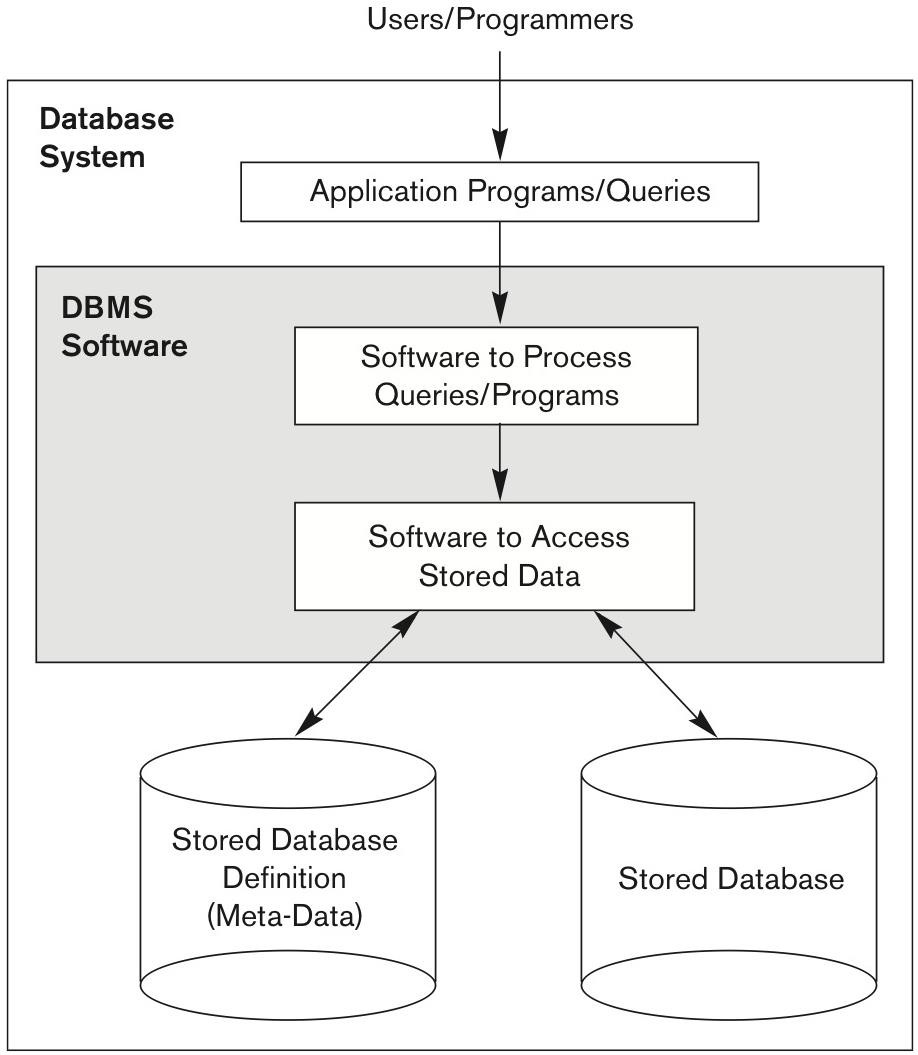 Users/Programmers
Database
System
Application Programs/Queries
DBMS
Software
Software to Process
Queries/Programs
Software to Access
Stored Data
Stored Database
Definition
(Meta-Data)
Stored Database